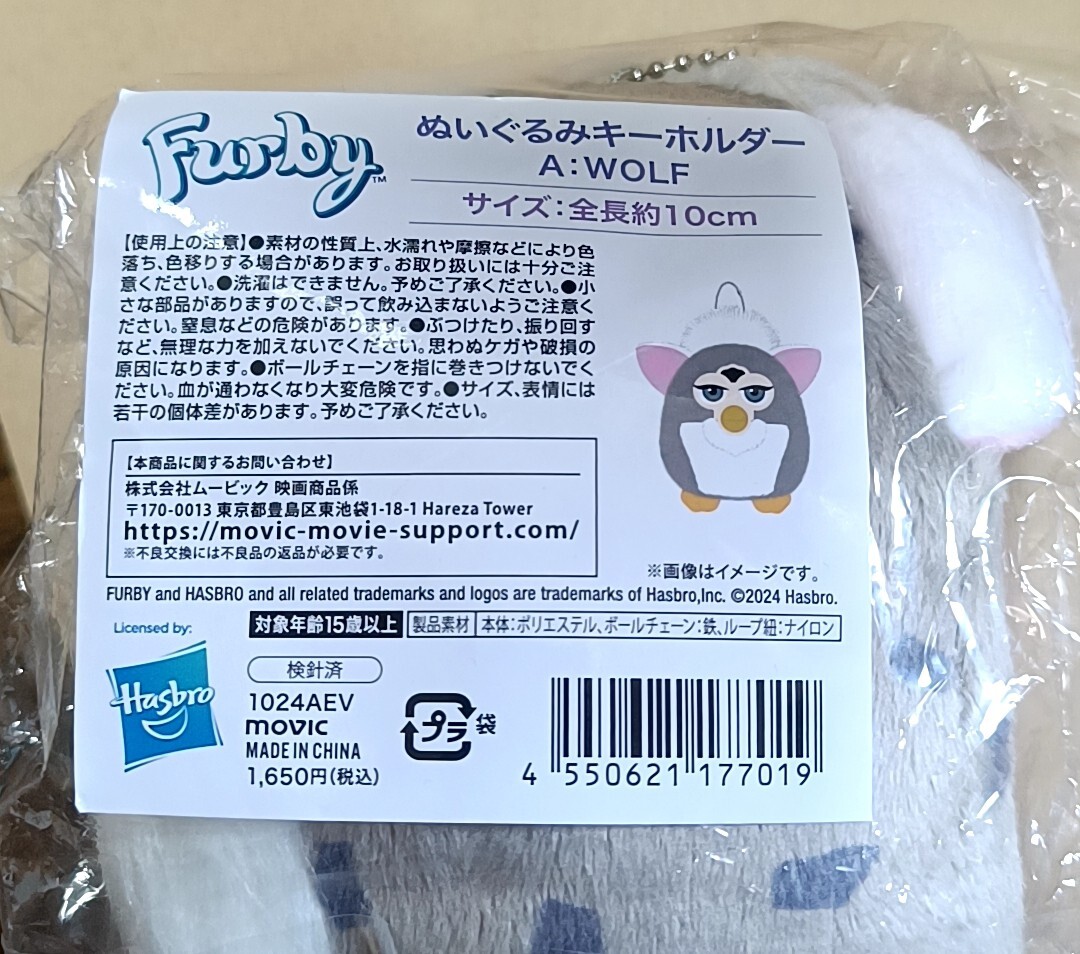 Furby™
ぬいぐるみキーホルダー
A:WOLF
サイズ:全長約10cm
【使用上の注意】●素材の性質上、水濡れや摩擦などにより色
落ち、色移りする場合があります。お取り扱いには十分ご注
意ください。●洗濯はできません。予めご了承ください。●小
さな部品がありますので、誤って飲み込まないようご注意く
ださい。窒息などの危険があります。●ぶつけたり、振り回す
など、無理な力を加えないでください。思わぬケガや破損の
原因になります。●ボールチェーンを指に巻きつけないでく
ださい。血が通わなくなり大変危険です。●サイズ、表情には
若干の個体差があります。予めご了承ください。
【本商品に関するお問い合わせ】
株式会社ムービック 映画商品係
〒170-0013 東京都豊島区東池袋1-18-1 Hareza Tower
https://movic-movie-support.com/
※不良交換には不良品の返品が必要です。
※画像はイメージです。
FURBY and HASBRO and all related trademarks and logos are trademarks of Hasbro,Inc. ©2024 Hasbro.
Licensed by:
Hasbro
対象年齢15歳以上 製品素材 本体:ポリエステル、ボールチェーン:鉄、ループ紐:ナイロン
検針済
1024AEV
movic
MADE IN CHINA
1,650円(税込)
プラ 袋
4 550621 177019